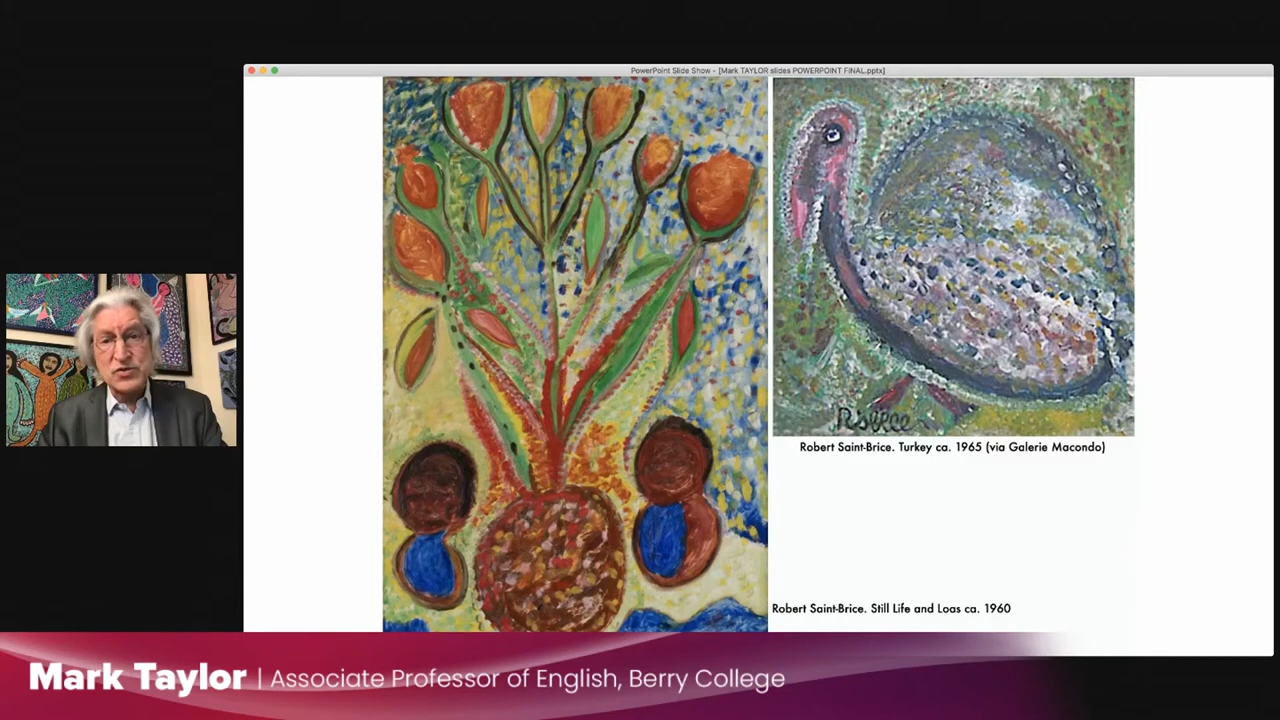 PowerPoint Slide Show - [Mark TAYLOR slides POWERPOINT FINAL.pptx]
Robert Saint-Brice. Turkey ca. 1965 (via Galerie Macondo)
Robert Saint-Brice. Still Life and Loas ca. 1960
Mark Taylor | Associate Professor of English, Berry College